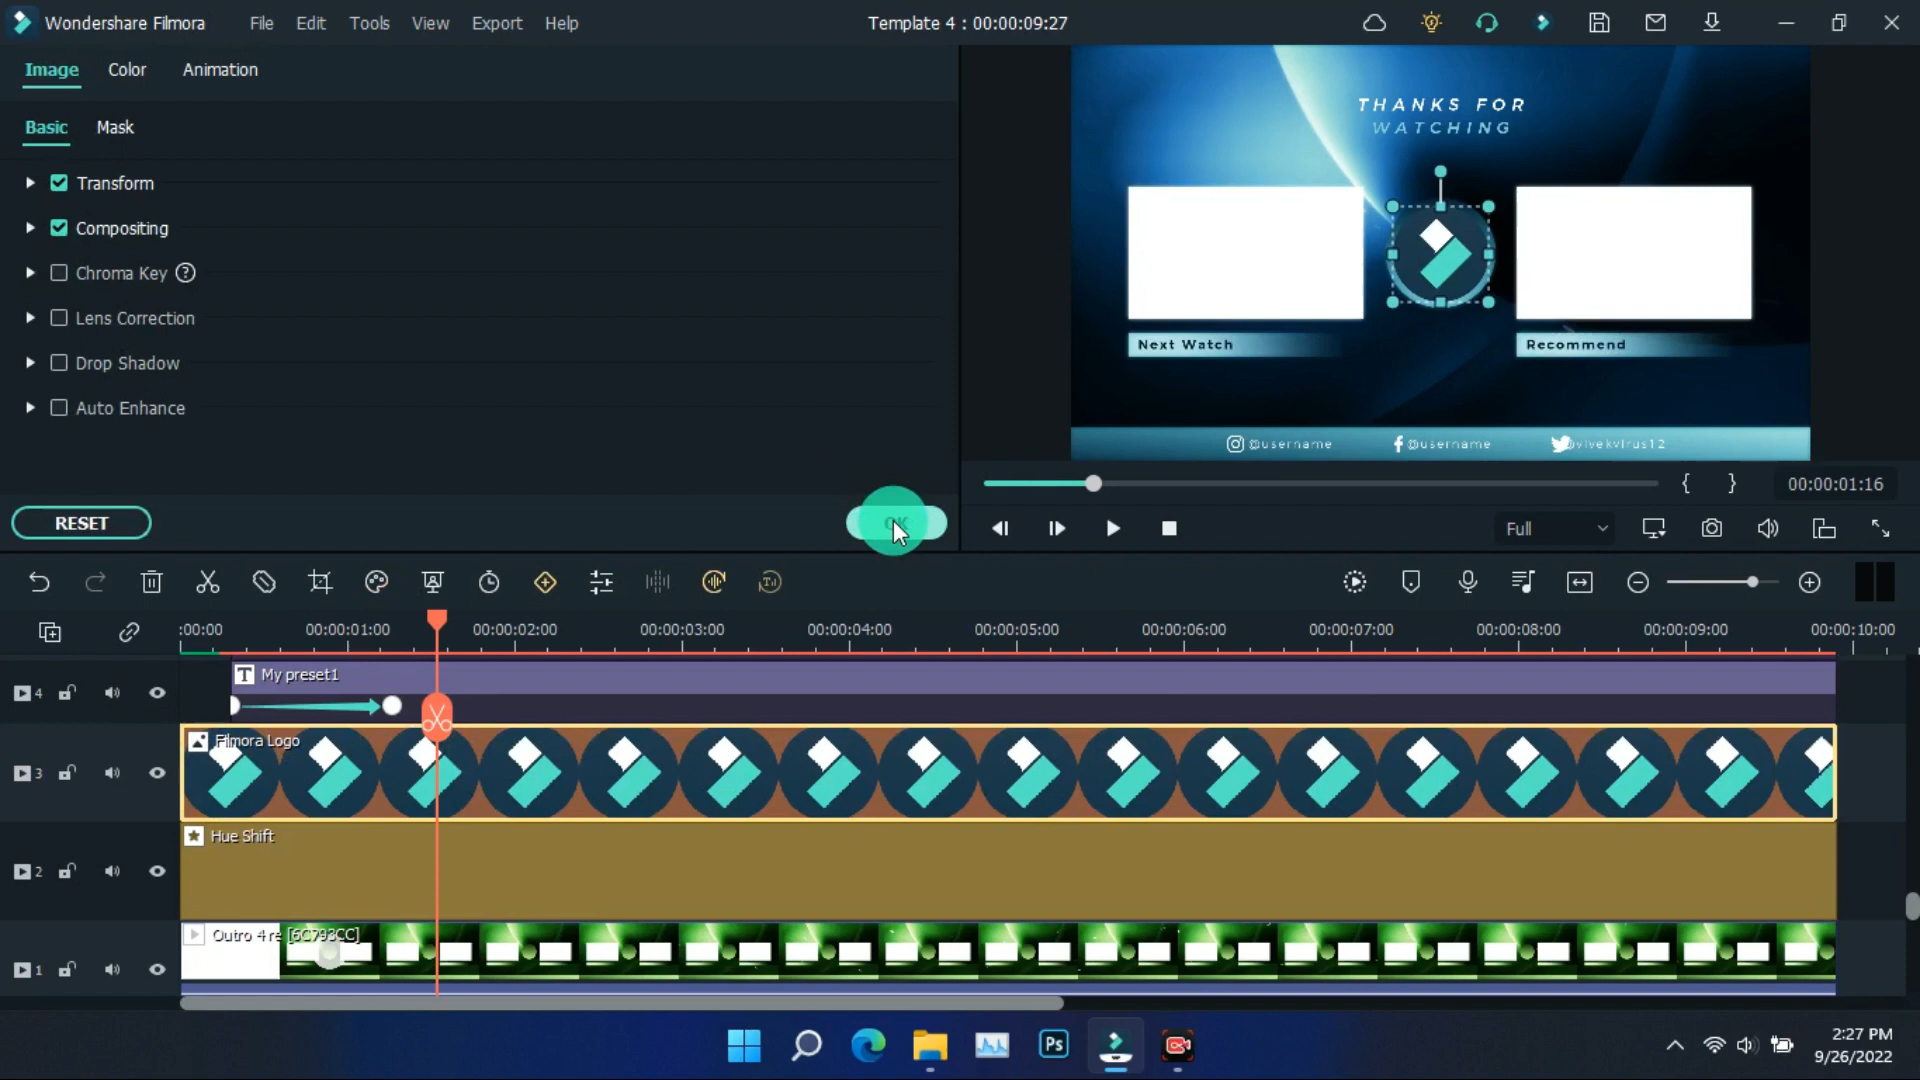 Wondershare Filmora File Edit Tools View Export Help Template 4 : 00:00:09:27
Image Color Animation
Basic Mask
Transform
Compositing
Chroma Key ?
Lens Correction
Drop Shadow
Auto Enhance
RESET OK
THANKS FOR
WATCHING
Next Watch Recommend
@username @username @vivekvirus12
{ } 00:00:01:16
Full
:00:00 00:00:01:00 00:00:02:00 00:00:03:00 00:00:04:00 00:00:05:00 00:00:06:00 00:00:07:00 00:00:08:00 00:00:09:00 00:00:10:00
4 T My preset1
Filmora Logo
3
Hue Shift
2
Outro 4 re [6C793CC]
1
Ps
2:27 PM
9/26/2022